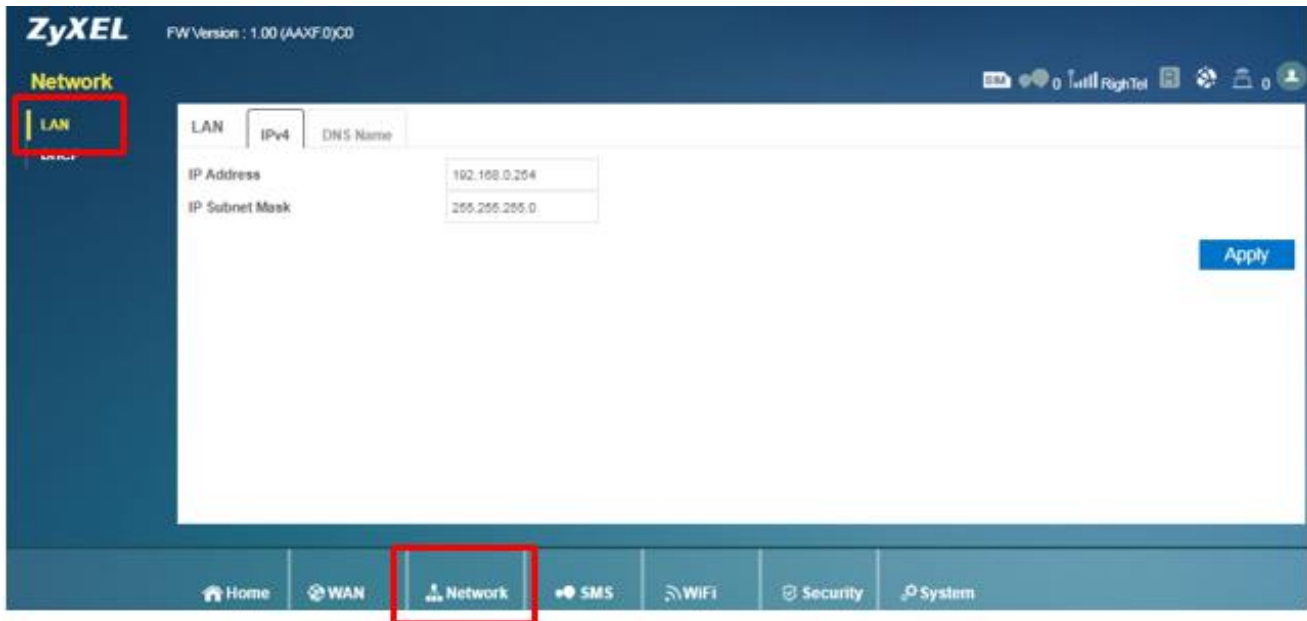 ZyXEL FW Version : 1.00 (AAXF.0)C0
Network
0 RighTel R 0
LAN
DHCP
LAN IPv4 DNS Name
IP Address 192.168.0.254
IP Subnet Mask 255.255.255.0
Apply
Home WAN Network SMS WiFi Security System